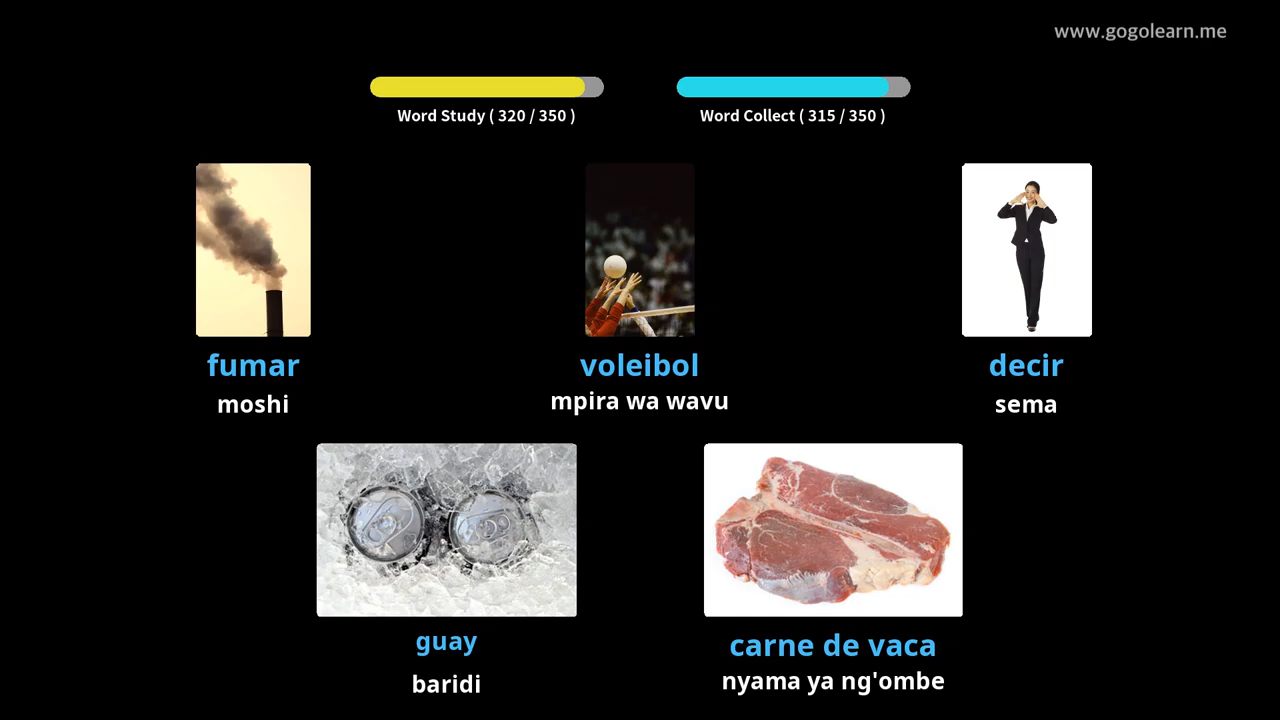 www.gogolearn.me
Word Study ( 320 / 350 )
Word Collect ( 315 / 350 )
fumar
moshi
voleibol
mpira wa wavu
decir
sema
guay
baridi
carne de vaca
nyama ya ng'ombe